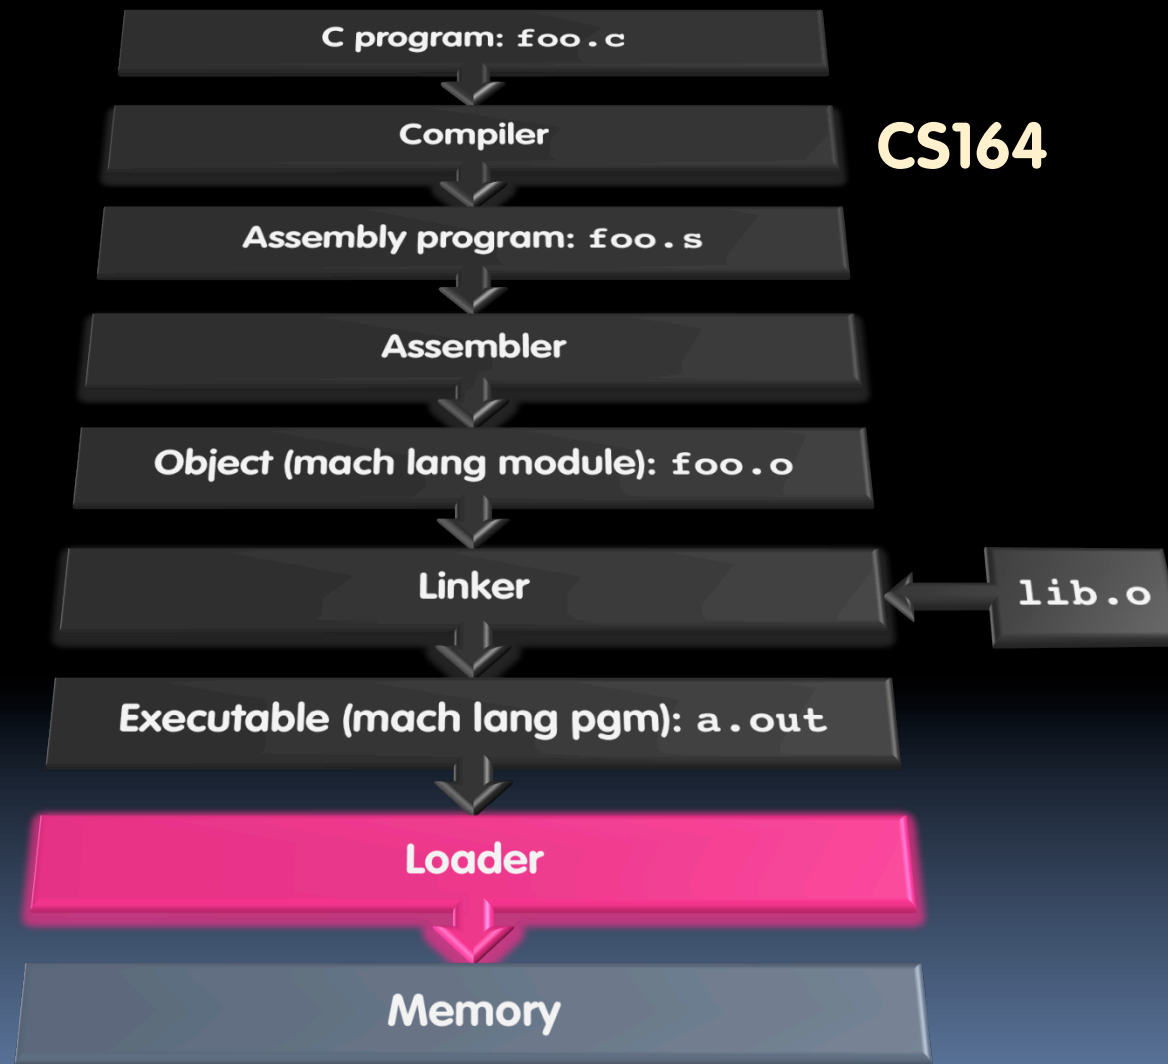 C program: foo.c
Compiler
CS164
Assembly program: foo.s
Assembler
Object (mach lang module): foo.o
Linker
lib.o
Executable (mach lang pgm): a.out
Loader
Memory